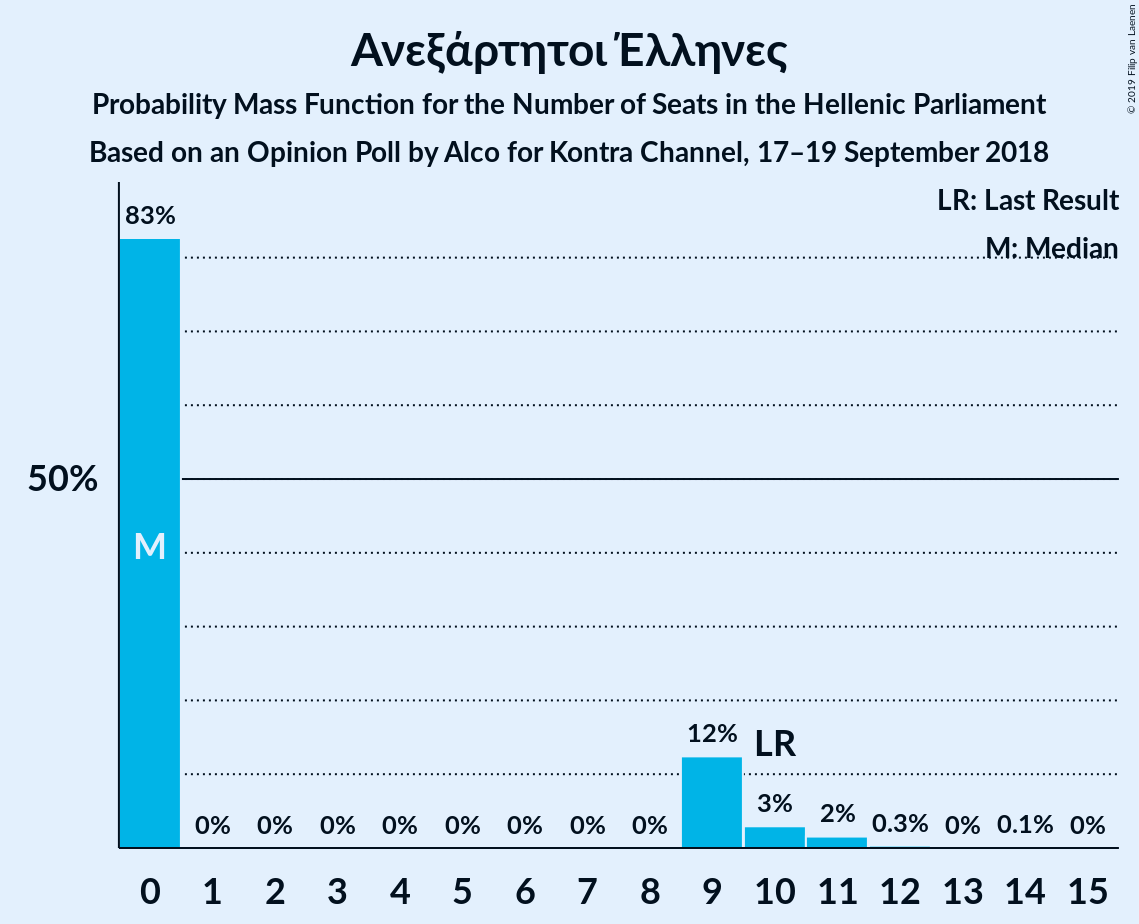 Ανεξάρτητοι Έλληνες
Probability Mass Function for the Number of Seats in the Hellenic Parliament
Based on an Opinion Poll by Alco for Kontra Channel, 17–19 September 2018
© 2019 Filip van Laenen
LR: Last Result
M: Median
83%
50%
M
12% LR
3% 2% 0.3% 0% 0.1% 0%
0% 0% 0% 0% 0% 0% 0% 0%
0 1 2 3 4 5 6 7 8 9 10 11 12 13 14 15